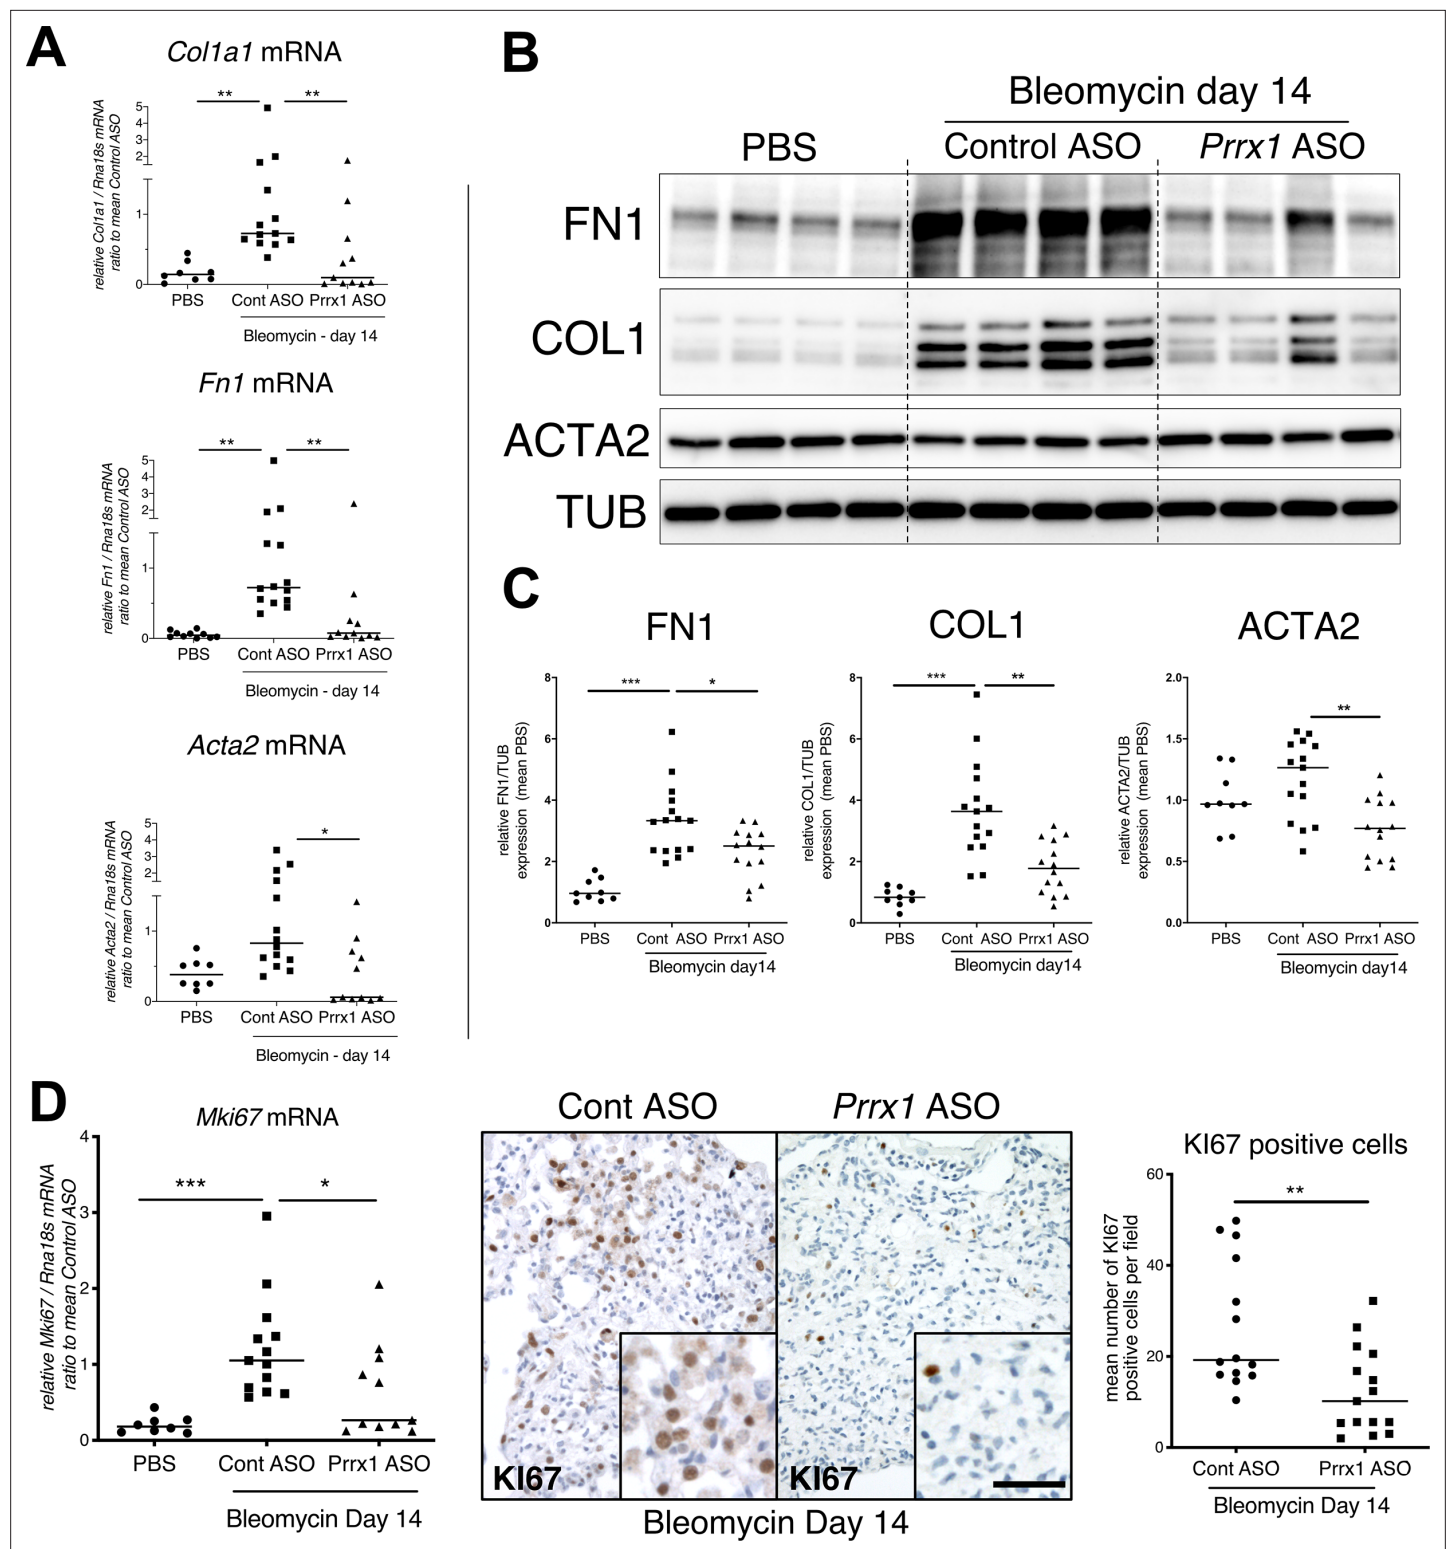 A
Col1a1 mRNA
relative Col1a1 / Rna18s mRNA
ratio to mean Control ASO
** **
5
4
3
2
1
0
PBS Cont ASO Prrx1 ASO
Bleomycin - day 14
Fn1 mRNA
relative Fn1 / Rna18s mRNA
ratio to mean Control ASO
** **
5
4
3
2
1
0
PBS Cont ASO Prrx1 ASO
Bleomycin - day 14
Acta2 mRNA
relative Acta2 / Rna18s mRNA
ratio to mean Control ASO
*
5
4
3
2
1
0
PBS Cont ASO Prrx1 ASO
Bleomycin - day 14
B
Bleomycin day 14
PBS Control ASO Prrx1 ASO
FN1
COL1
ACTA2
TUB
C
FN1
relative FN1/TUB
expression (mean PBS)
*** *
8
6
4
2
0
PBS Cont ASO Prrx1 ASO
Bleomycin day14
COL1
relative COL1/TUB
expression (mean PBS)
*** **
8
6
4
2
0
PBS Cont ASO Prrx1 ASO
Bleomycin day14
ACTA2
relative ACTA2/TUB
expression (mean PBS)
**
2.0
1.5
1.0
0.5
0.0
PBS Cont ASO Prrx1 ASO
Bleomycin day14
D
Mki67 mRNA
relative Mki67 / Rna18s mRNA
ratio to mean Control ASO
*** *
4
3
2
1
0
PBS Cont ASO Prrx1 ASO
Bleomycin Day 14
Cont ASO Prrx1 ASO
KI67 KI67
Bleomycin Day 14
KI67 positive cells
mean number of KI67
positive cells per field
**
60
40
20
0
Cont ASO Prrx1 ASO
Bleomycin Day 14